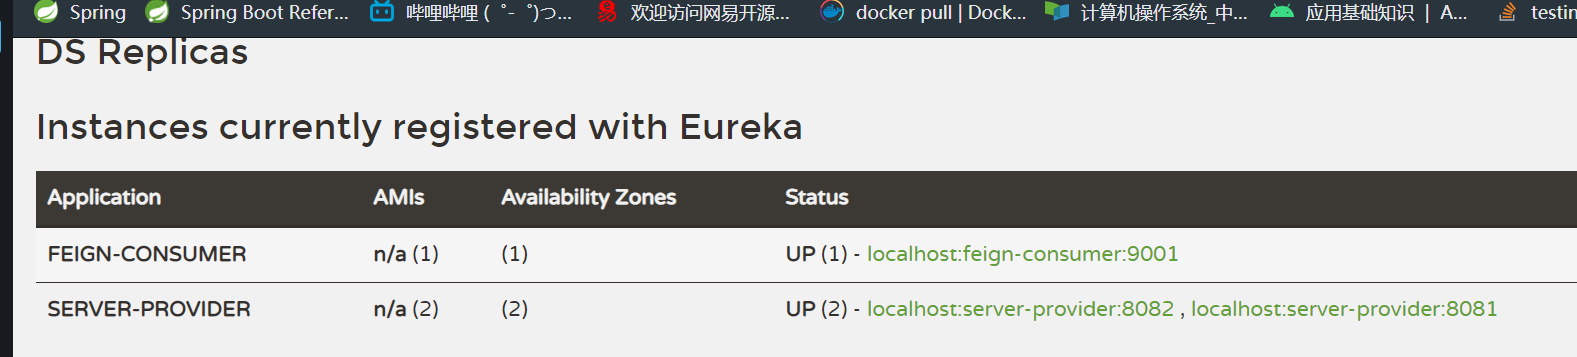 Spring Spring Boot Refer... 哔哩哔哩 ( ゜- ゜)つ... 欢迎访问网易开源... docker pull | Dock... 计算机操作系统_中... 应用基础知识 | A... testin
DS Replicas
Instances currently registered with Eureka
Application AMIs Availability Zones Status
FEIGN-CONSUMER n/a (1) (1) UP (1) - localhost:feign-consumer:9001
SERVER-PROVIDER n/a (2) (2) UP (2) - localhost:server-provider:8082 , localhost:server-provider:8081